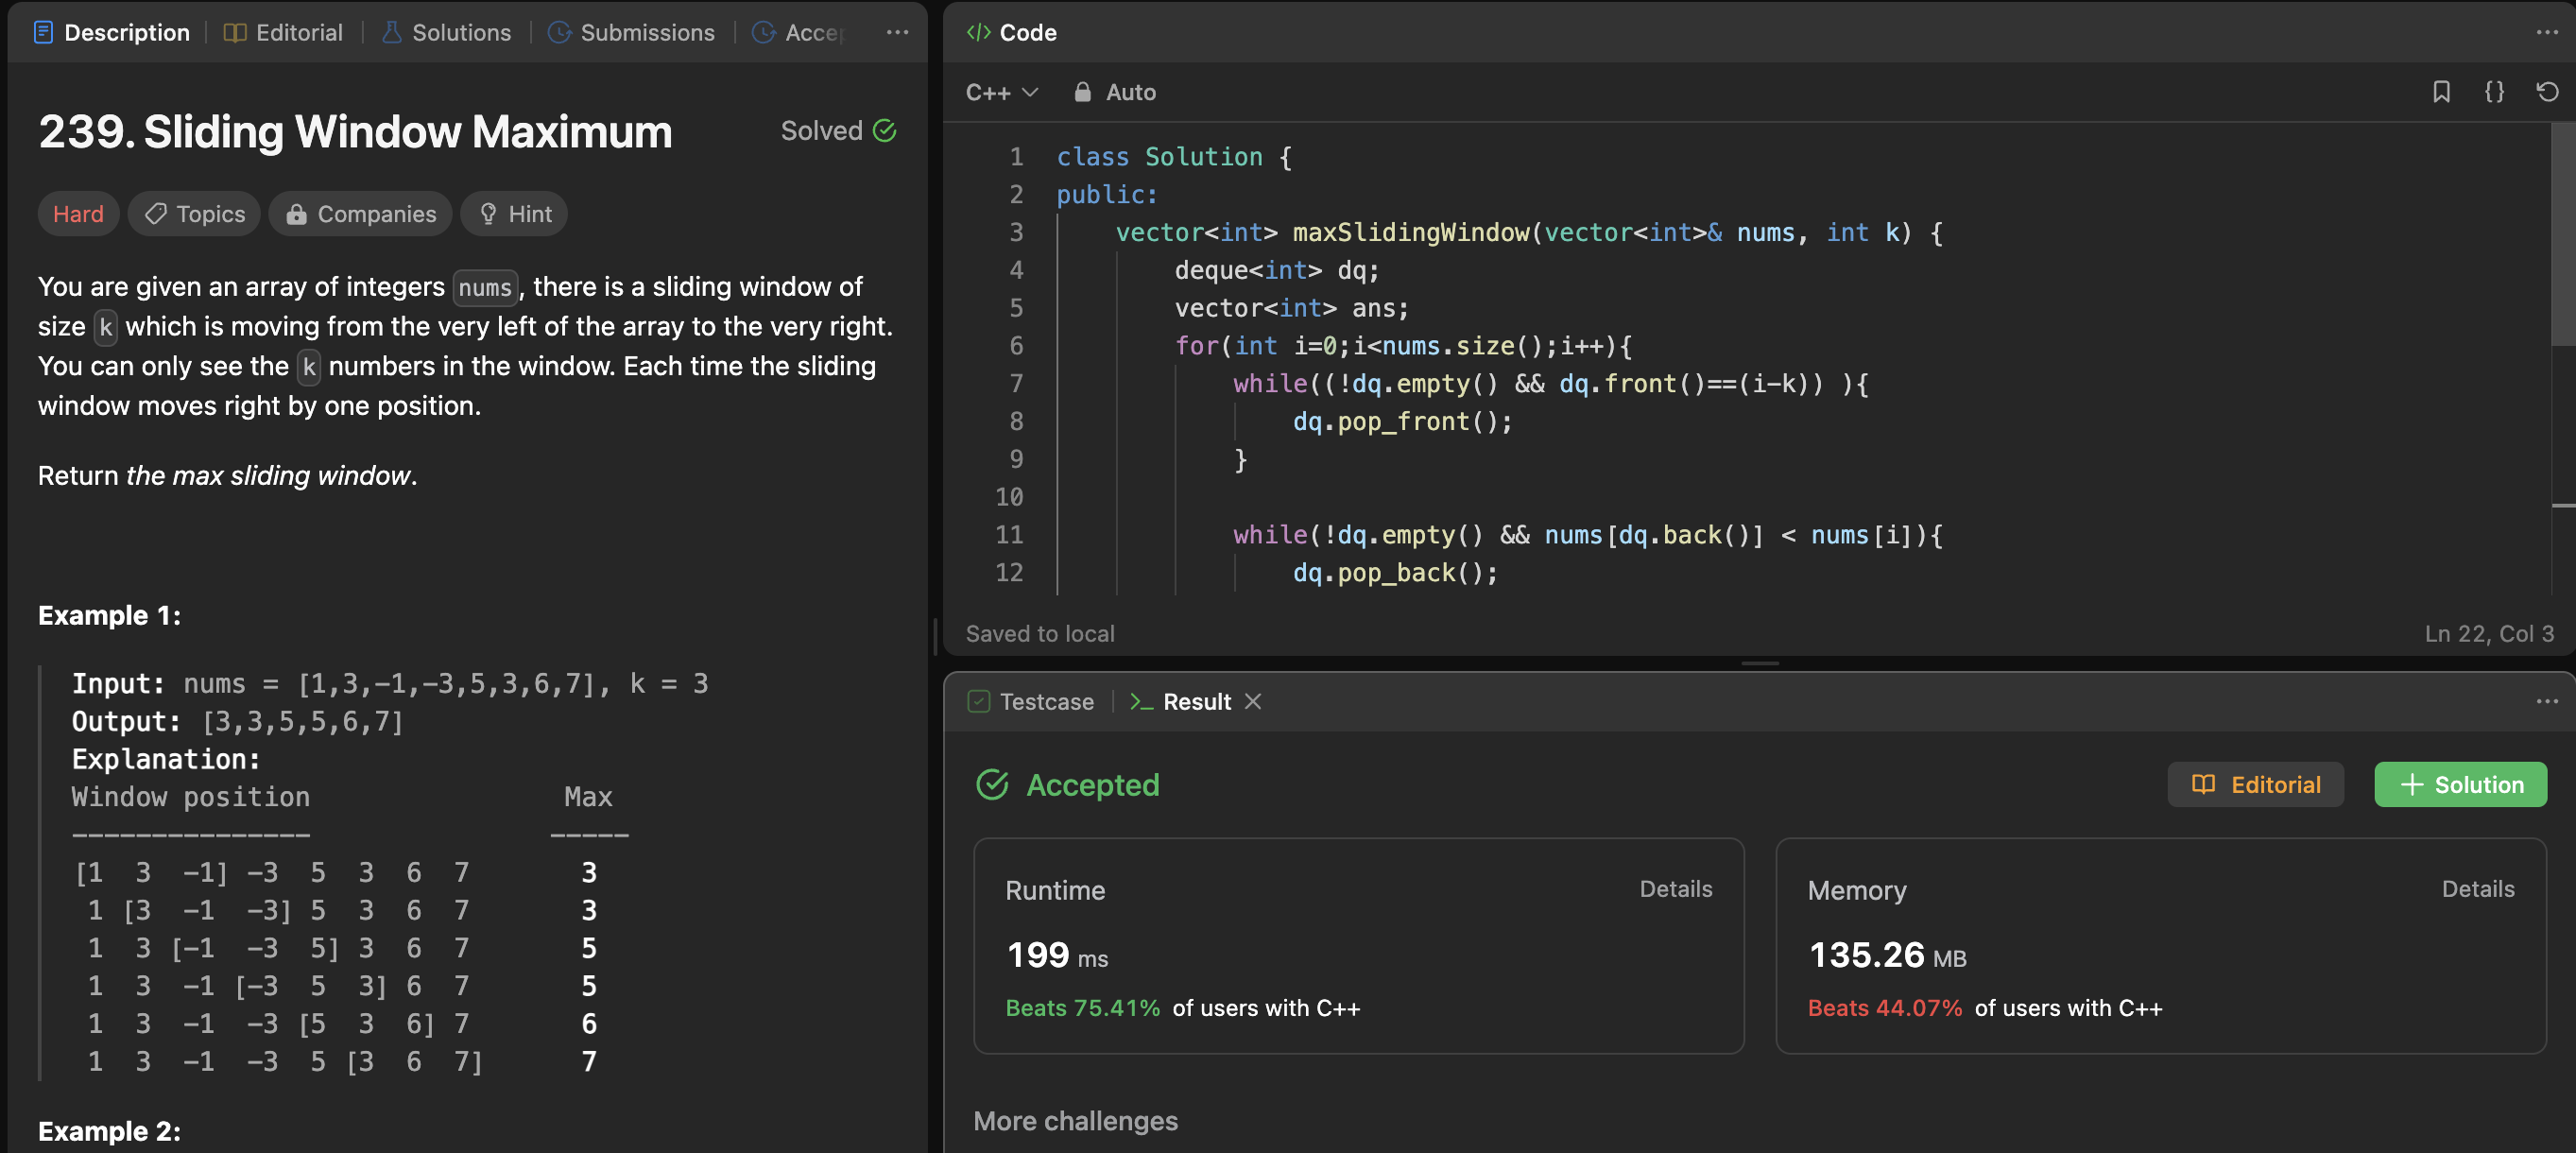 Description
Editorial
Solutions
Submissions
239. Sliding Window Maximum
Solved
Hard
Topics
Companies
Hint
You are given an array of integers nums, there is a sliding window of
size k which is moving from the very left of the array to the very right.
You can only see the k numbers in the window. Each time the sliding
window moves right by one position.
Return the max sliding window.
Example 1:
Input: nums = [1,3,-1,-3,5,3,6,7], k = 3
Output: [3,3,5,5,6,7]
Explanation:
Window position                Max
---------------               -----
[1  3  -1] -3  5  3  6  7       3
 1 [3  -1  -3] 5  3  6  7       3
 1  3 [-1  -3  5] 3  6  7       5
 1  3  -1 [-3  5  3] 6  7       5
 1  3  -1  -3 [5  3  6] 7       6
 1  3  -1  -3  5 [3  6  7]      7
Example 2:
Code
C++
Auto
1 class Solution {
2 public:
3     vector<int> maxSlidingWindow(vector<int>& nums, int k) {
4         deque<int> dq;
5         vector<int> ans;
6         for(int i=0;i<nums.size();i++){
7             while((!dq.empty() && dq.front()==(i-k)) ){
8                 dq.pop_front();
9             }
10
11             while(!dq.empty() && nums[dq.back()] < nums[i]){
12                 dq.pop_back();
Saved to local
Ln 22, Col 3
Testcase
Result
Accepted
Editorial
Solution
Runtime
Details
199 ms
Beats 75.41% of users with C++
Memory
Details
135.26 MB
Beats 44.07% of users with C++
More challenges